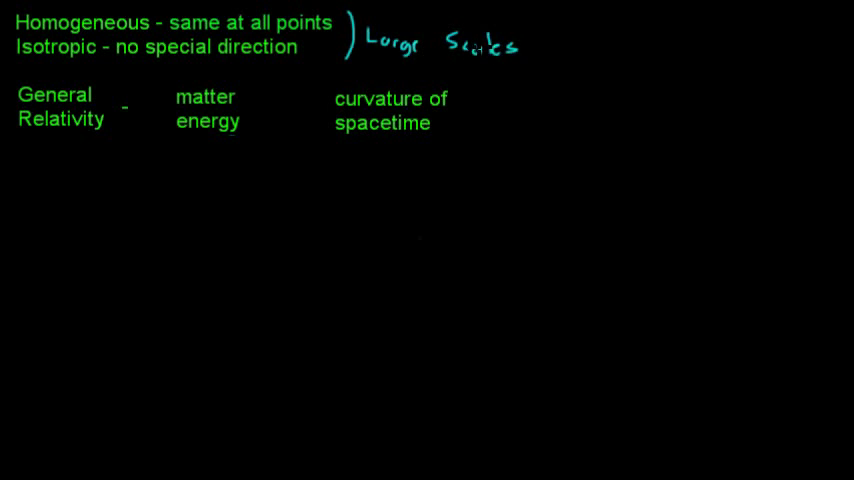 Homogeneous - same at all points
Isotropic - no special direction
) Large Scales
General Relativity - matter energy curvature of spacetime